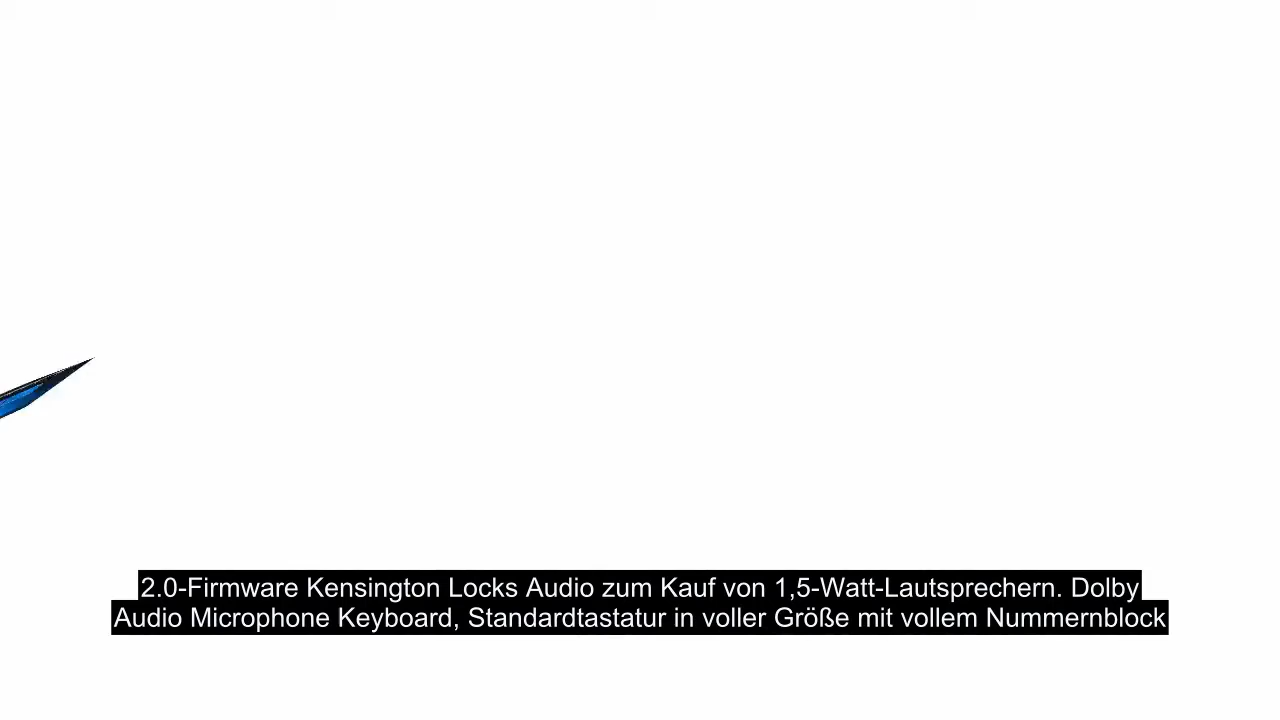 2.0-Firmware Kensington Locks Audio zum Kauf von 1,5-Watt-Lautsprechern. Dolby
Audio Microphone Keyboard, Standardtastatur in voller Größe mit vollem Nummernblock